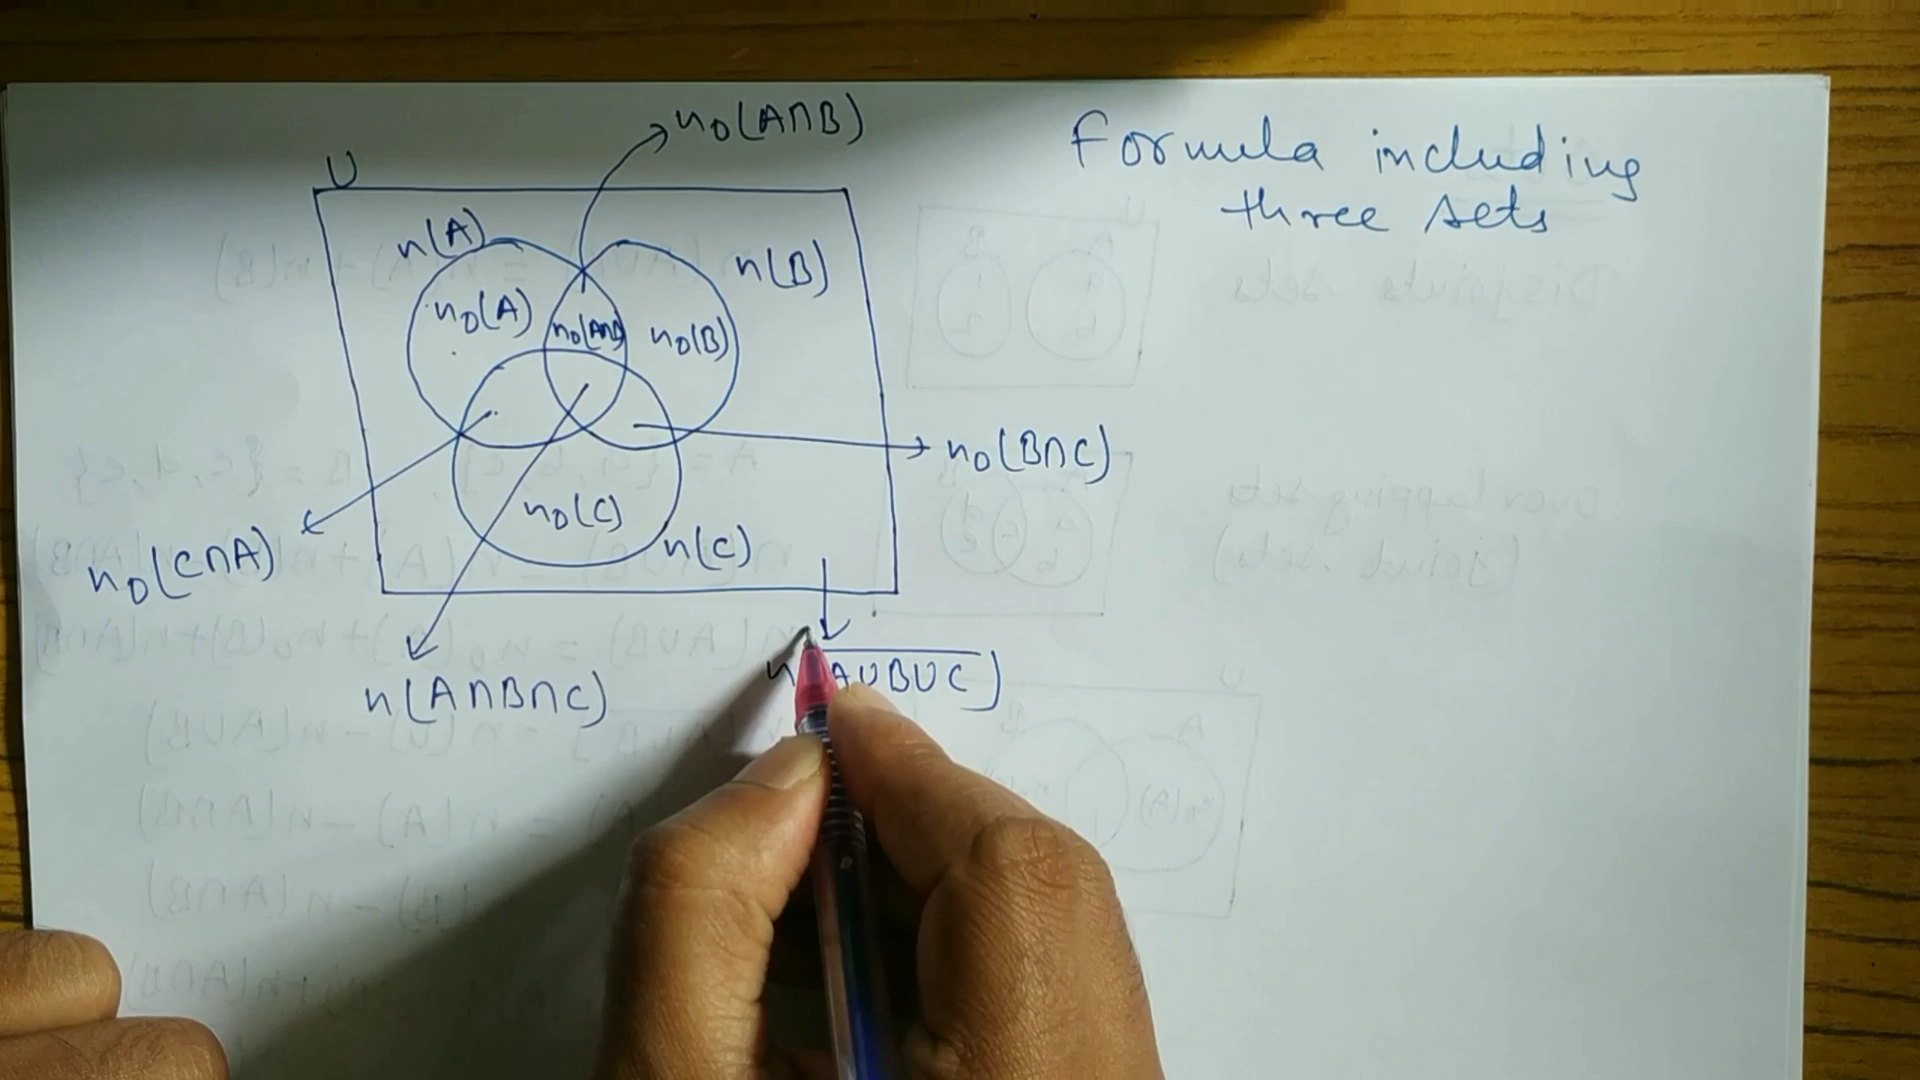 n₀(A∩B)
Formula including
three sets
U
n(A)
n(B)
n₀(A)
n₀(A∩B)
n₀(B)
n₀(B∩C)
n₀(C)
n(C)
n₀(C∩A)
n(A∩B∩C)
n(A∪B∪C)